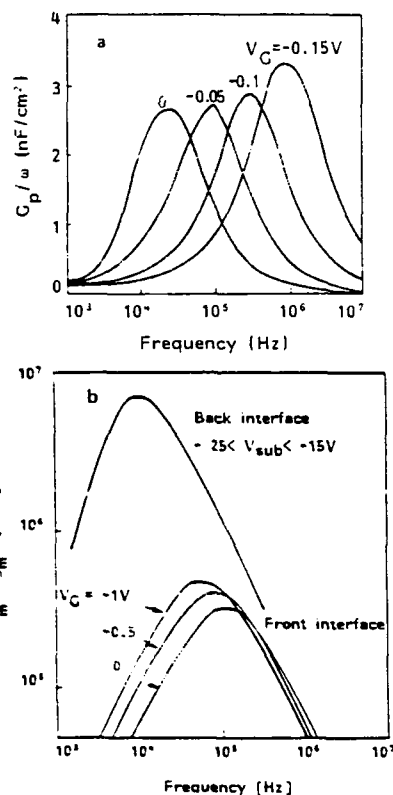 a
V_G=-0.15V
-0.1
-0.05
0
4
3
2
1
0
G_p/ω (nF/cm²)
10³ 10⁴ 10⁵ 10⁶ 10⁷
Frequency (Hz)
b
10⁷
Back interface
- 25< V_sub< -15V
10⁶
V_G = -1V
-0.5
0
Front interface
10⁵
10³ 10⁴ 10⁵ 10⁶ 10⁷
Frequency [Hz]